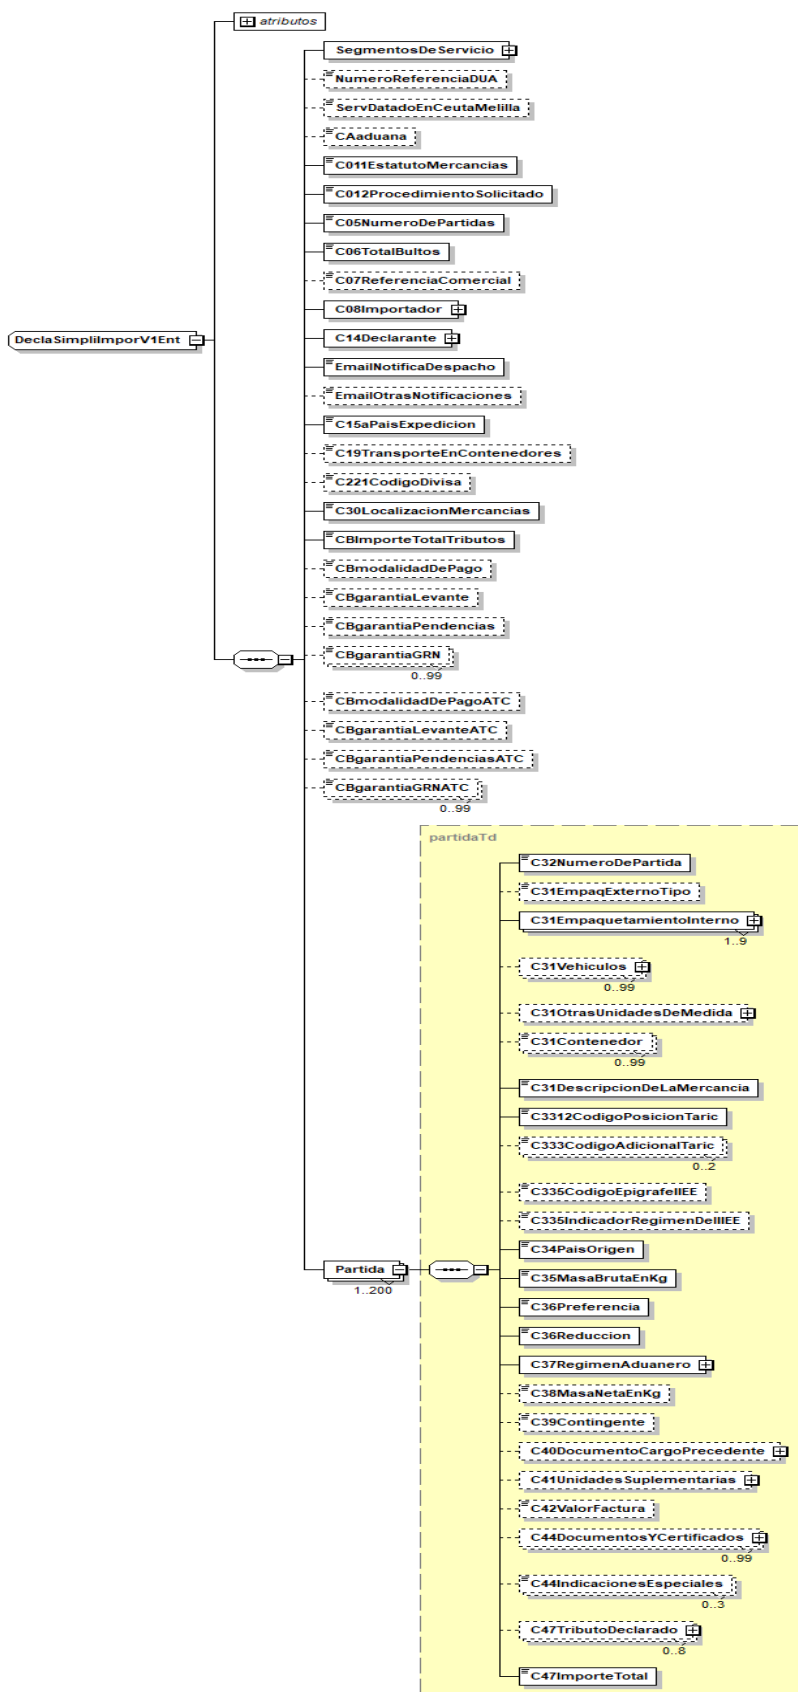 atributos
SegmentosDeServicio
NumeroReferenciaDUA
ServDatadoEnCeutaMelilla
CAaduana
C011EstatutoMercancias
C012ProcedimientoSolicitado
C05NumeroDePartidas
C06TotalBultos
C07ReferenciaComercial
C08Importador
DeclaSimpliImporV1Ent
C14Declarante
EmailNotificaDespacho
EmailOtrasNotificaciones
C15aPaisExpedicion
C19TransporteEnContenedores
C221CodigoDivisa
C30LocalizacionMercancias
CBImporteTotalTributos
CBmodalidadDePago
CBgarantiaLevante
CBgarantiaPendencias
CBgarantiaGRN
0..99
CBmodalidadDePagoATC
CBgarantiaLevanteATC
CBgarantiaPendenciasATC
CBgarantiaGRNATC
0..99
partidaTd
C32NumeroDePartida
C31EmpaqExternoTipo
C31EmpaquetamientoInterno
1..9
C31Vehiculos
0..99
C31OtrasUnidadesDeMedida
C31Contenedor
0..99
C31DescripcionDeLaMercancia
C3312CodigoPosicionTaric
C333CodigoAdicionalTaric
0..2
C335CodigoEpigrafeIIEE
C335IndicadorRegimenDeIIIEE
C34PaisOrigen
Partida
1..200
C35MasaBrutaEnKg
C36Preferencia
C36Reduccion
C37RegimenAduanero
C38MasaNetaEnKg
C39Contingente
C40DocumentoCargoPrecedente
C41UnidadesSuplementarias
C42ValorFactura
C44DocumentosYCertificados
0..99
C44IndicacionesEspeciales
0..3
C47TributoDeclarado
0..8
C47ImporteTotal